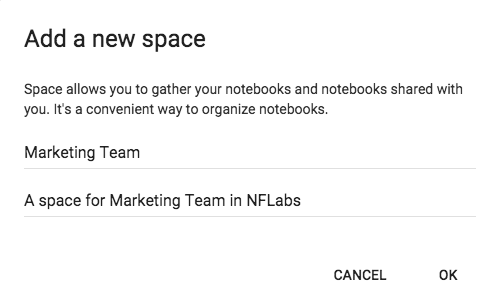 Add a new space
Space allows you to gather your notebooks and notebooks shared with
you. It's a convenient way to organize notebooks.
Marketing Team
A space for Marketing Team in NFLabs
CANCEL OK